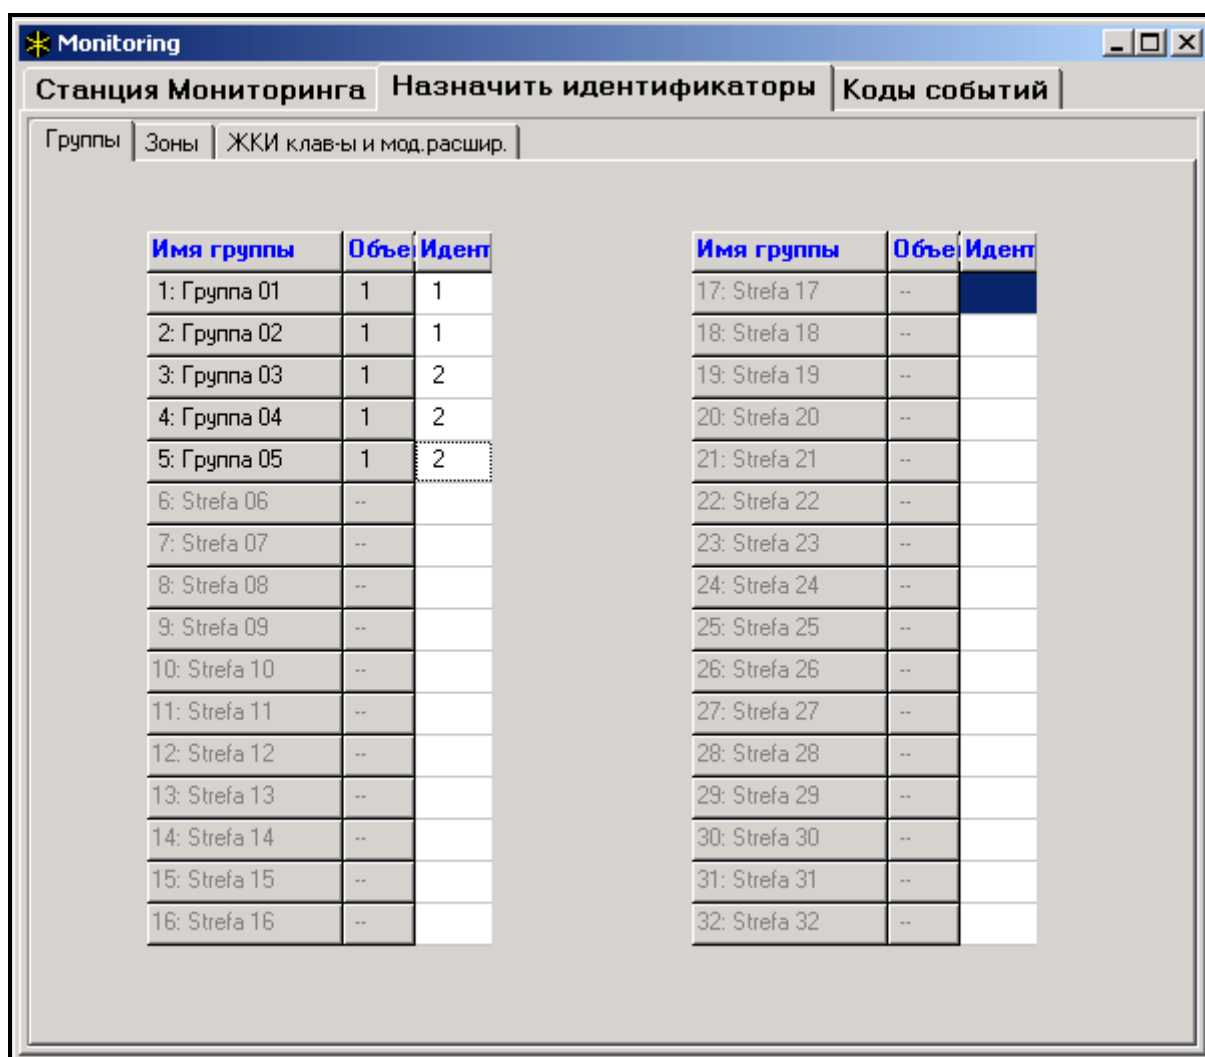 Monitoring
Станция Мониторинга Назначить идентификаторы Коды событий
Группы Зоны ЖКИ клав-ы и мод.расшир.
Имя группы Объе Идент Имя группы Объе Идент
1: Группа 01 1 1 17: Strefa 17 --
2: Группа 02 1 1 18: Strefa 18 --
3: Группа 03 1 2 19: Strefa 19 --
4: Группа 04 1 2 20: Strefa 20 --
5: Группа 05 1 2 21: Strefa 21 --
6: Strefa 06 -- 22: Strefa 22 --
7: Strefa 07 -- 23: Strefa 23 --
8: Strefa 08 -- 24: Strefa 24 --
9: Strefa 09 -- 25: Strefa 25 --
10: Strefa 10 -- 26: Strefa 26 --
11: Strefa 11 -- 27: Strefa 27 --
12: Strefa 12 -- 28: Strefa 28 --
13: Strefa 13 -- 29: Strefa 29 --
14: Strefa 14 -- 30: Strefa 30 --
15: Strefa 15 -- 31: Strefa 31 --
16: Strefa 16 -- 32: Strefa 32 --